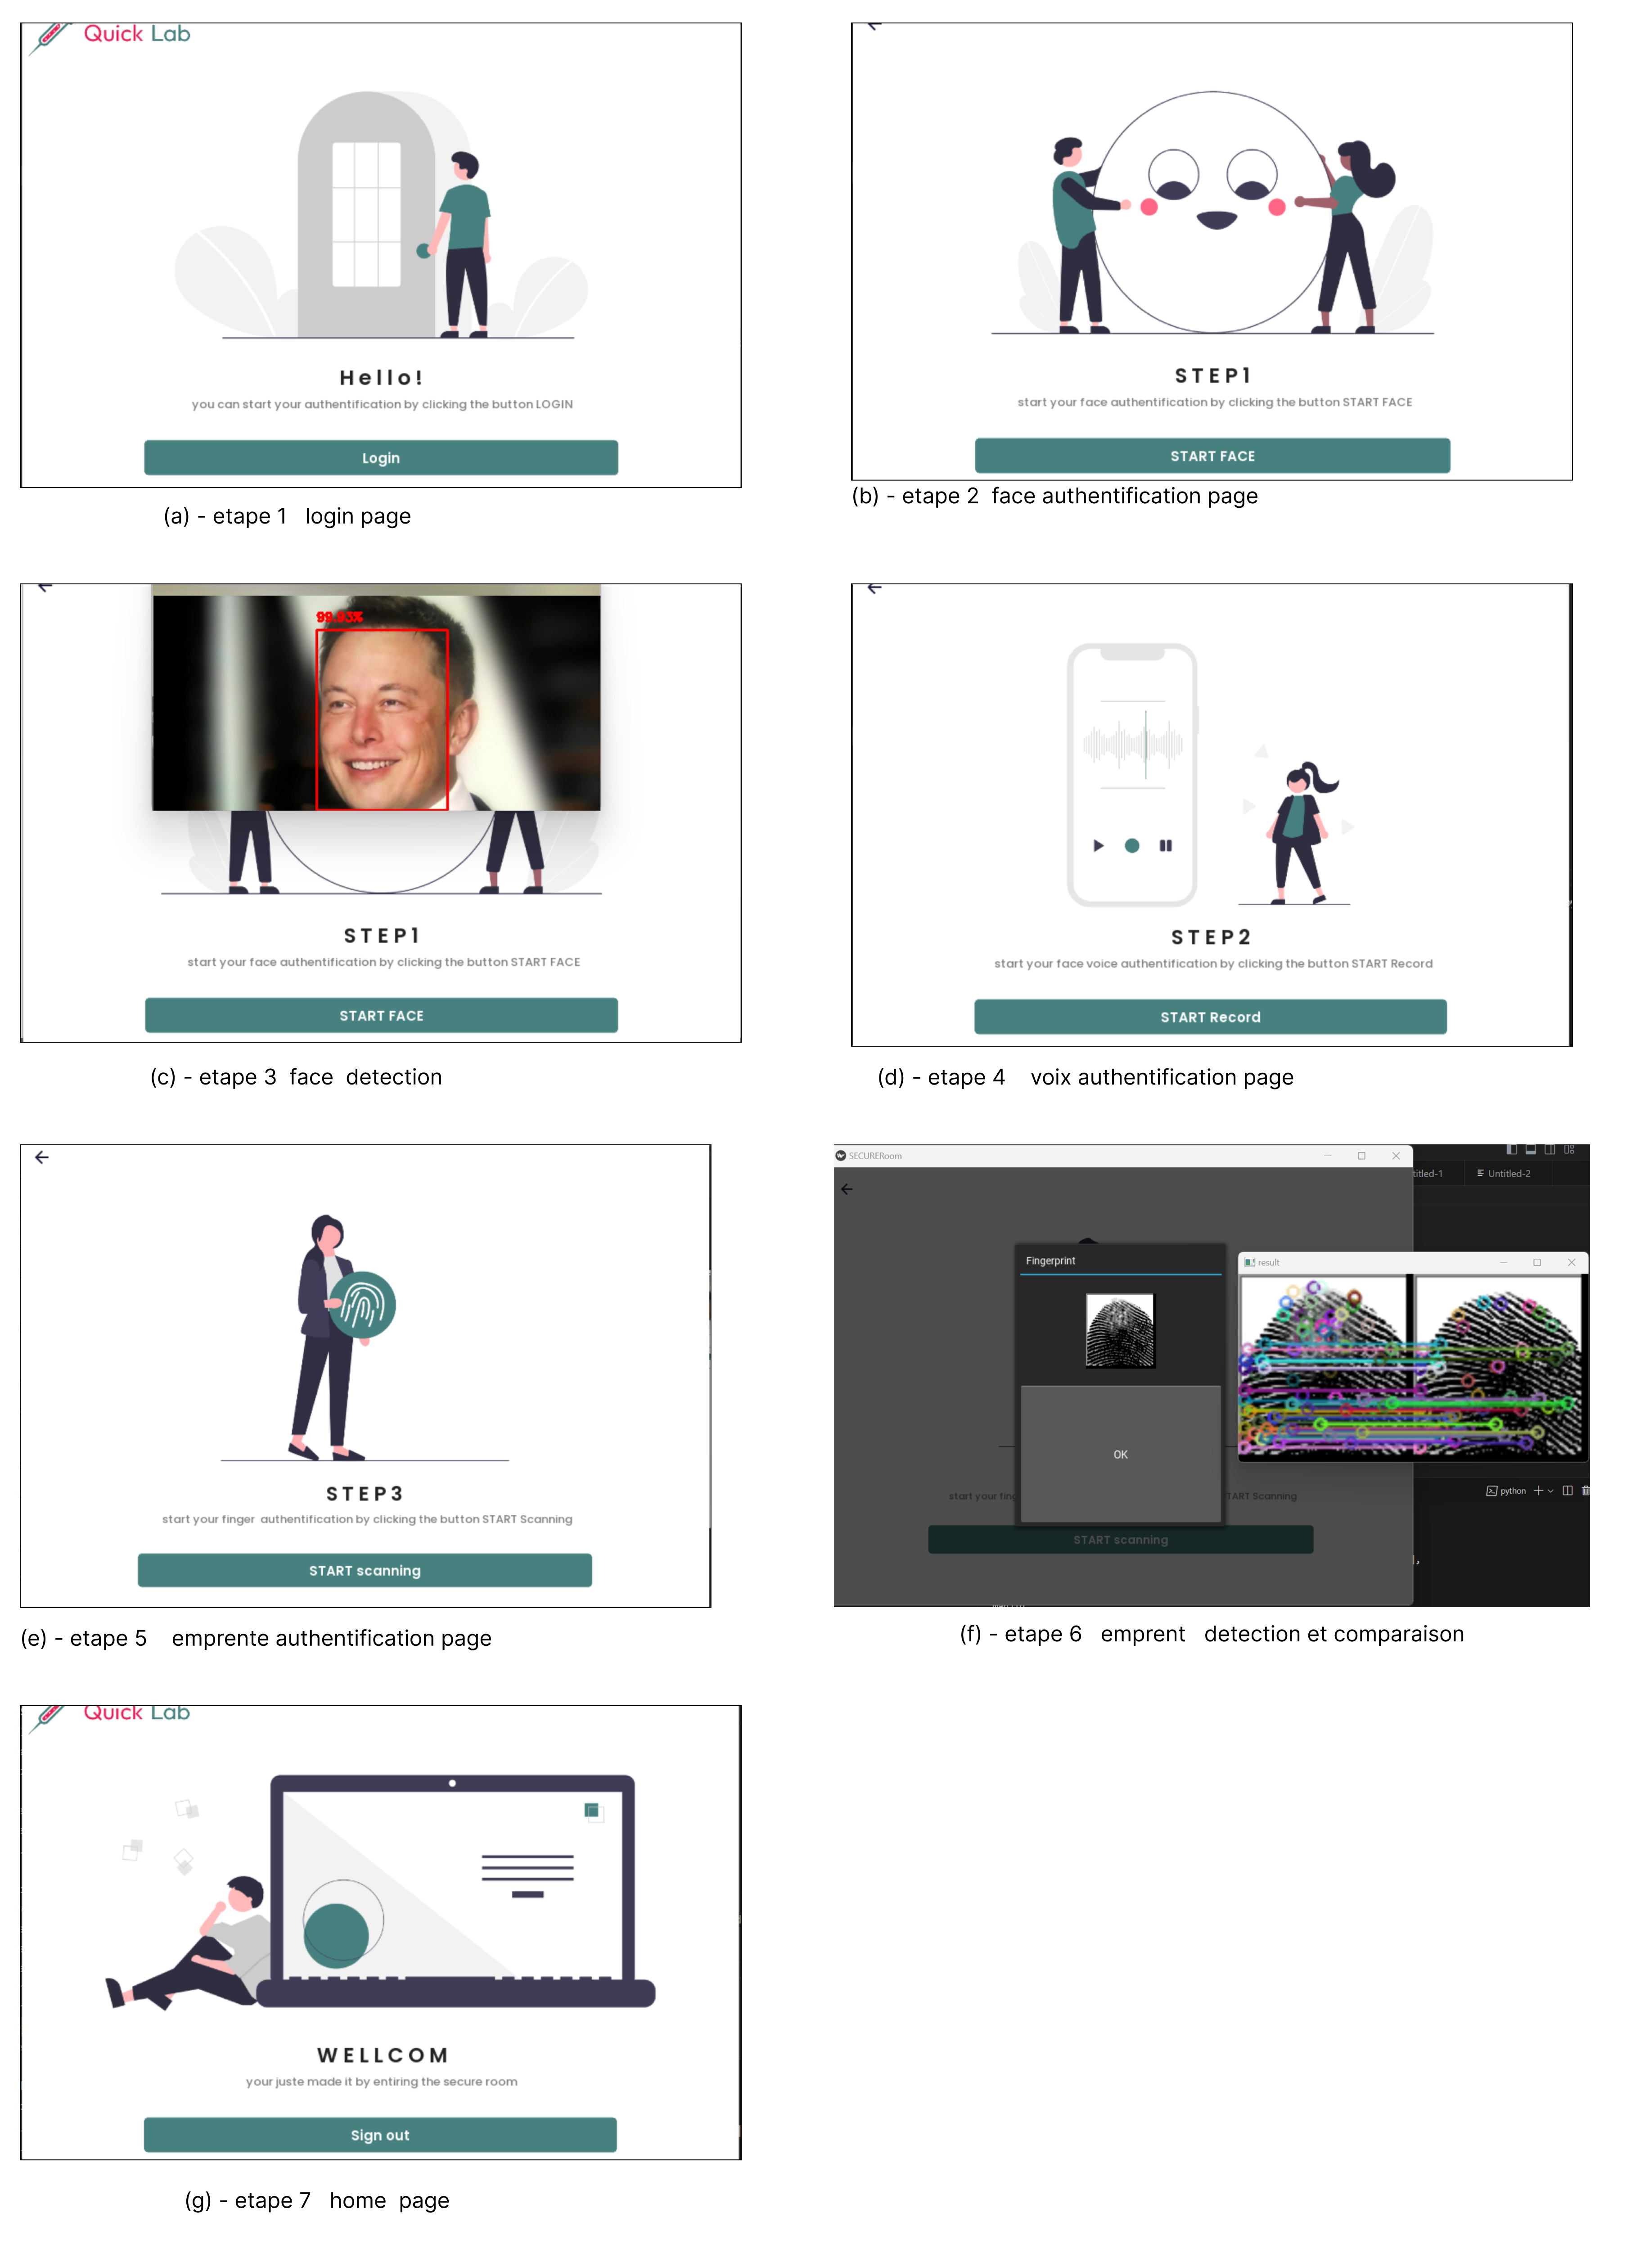 Quick Lab
Hello!
you can start your authentification by clicking the button LOGIN
Login
(a) - etape 1 login page
STEP1
start your face authentification by clicking the button START FACE
START FACE
(b) - etape 2 face authentification page
99.93%
STEP1
start your face authentification by clicking the button START FACE
START FACE
(c) - etape 3 face detection
STEP2
start your face voice authentification by clicking the button START Record
START Record
(d) - etape 4 voix authentification page
STEP3
start your finger authentification by clicking the button START Scanning
START scanning
(e) - etape 5 emprente authentification page
SECURERoom
titled-1
Untitled-2
Fingerprint
result
OK
python
start your fing
TART Scanning
START scanning
(f) - etape 6 emprent detection et comparaison
Quick Lab
WELLCOM
your juste made it by entiring the secure room
Sign out
(g) - etape 7 home page